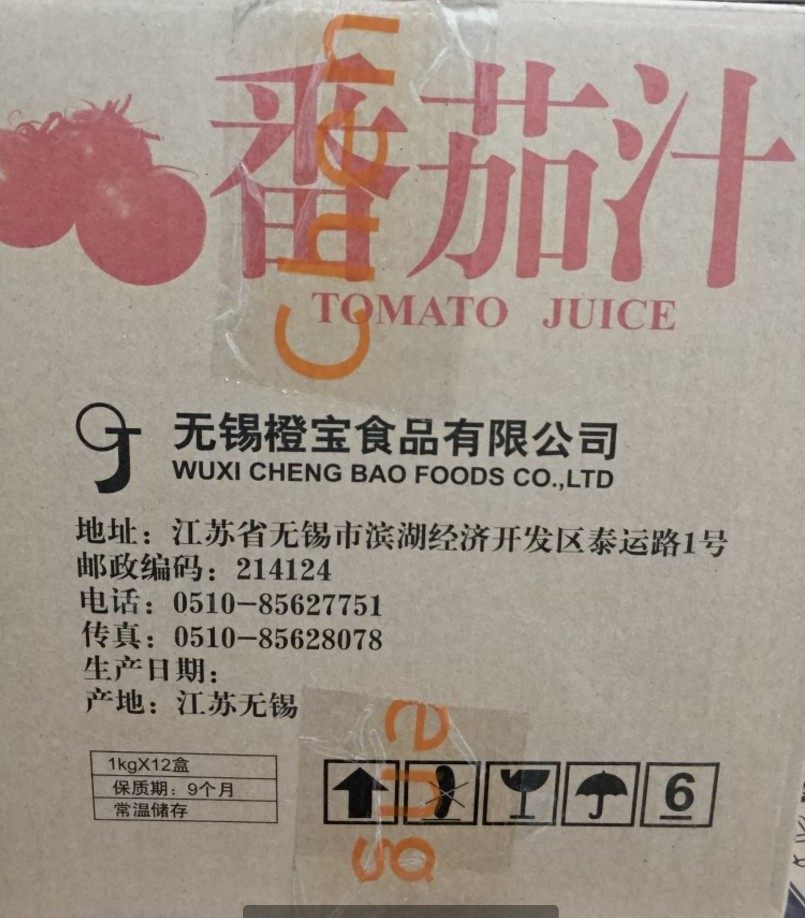 番茄汁
TOMATO JUICE
Chen
无锡橙宝食品有限公司
WUXI CHENG BAO FOODS CO.,LTD
地址：江苏省无锡市滨湖经济开发区泰运路1号
邮政编码：214124
电话：0510-85627751
传真：0510-85628078
生产日期：
产地：江苏无锡
1kgX12盒
保质期：9个月
常温储存
6